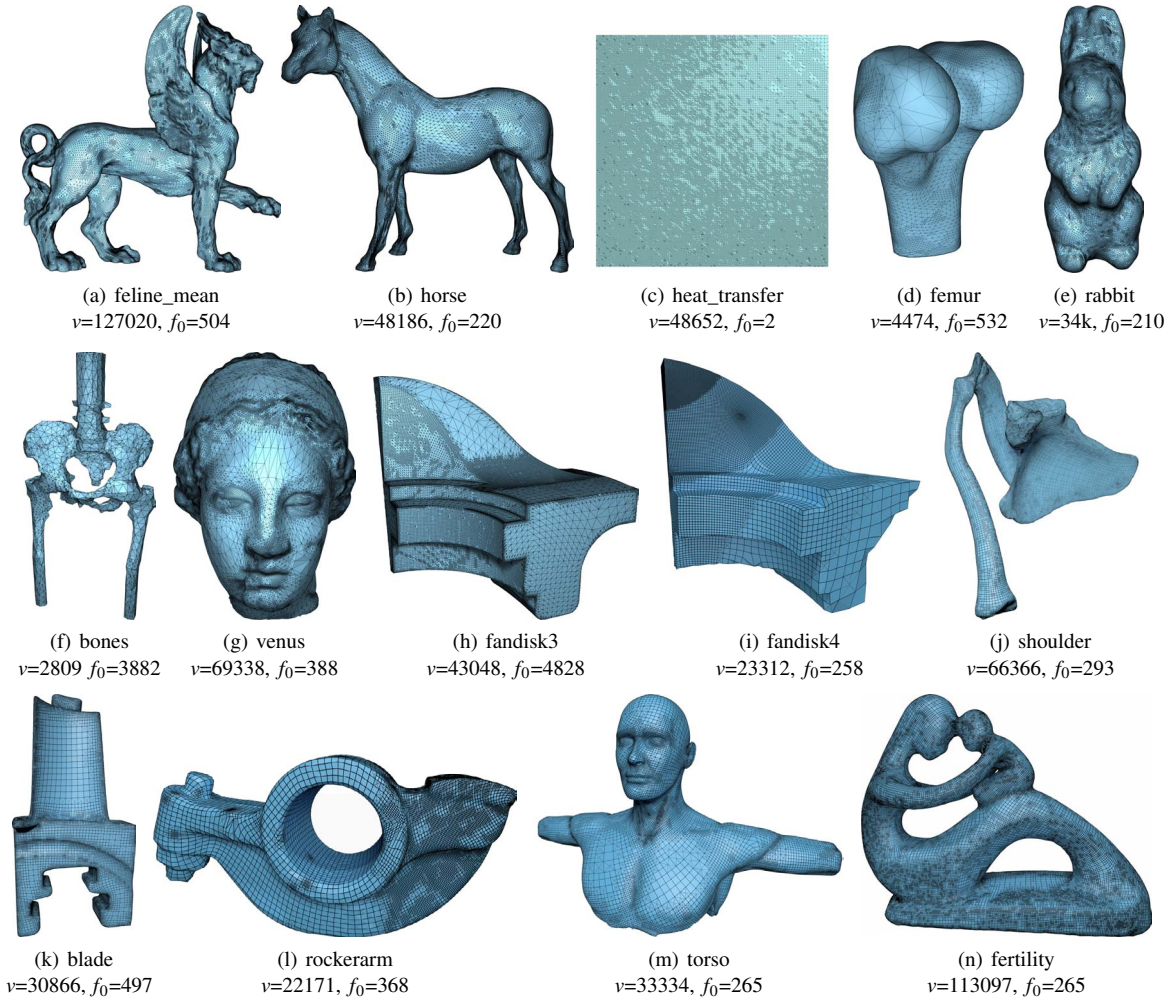 (a) feline_mean
v=127020, f₀=504
(b) horse
v=48186, f₀=220
(c) heat_transfer
v=48652, f₀=2
(d) femur
v=4474, f₀=532
(e) rabbit
v=34k, f₀=210
(f) bones
v=2809 f₀=3882
(g) venus
v=69338, f₀=388
(h) fandisk3
v=43048, f₀=4828
(i) fandisk4
v=23312, f₀=258
(j) shoulder
v=66366, f₀=293
(k) blade
v=30866, f₀=497
(l) rockerarm
v=22171, f₀=368
(m) torso
v=33334, f₀=265
(n) fertility
v=113097, f₀=265